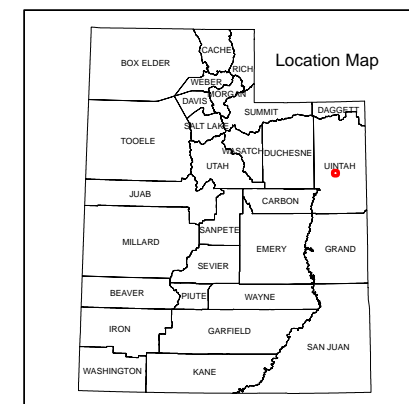 Location Map
CACHE
BOX ELDER
RICH
WEBER
MORGAN
DAVIS
SUMMIT
DAGGETT
SALT LAKE
TOOELE
WASATCH
DUCHESNE
UINTAH
UTAH
JUAB
CARBON
SANPETE
MILLARD
EMERY
GRAND
SEVIER
BEAVER
PIUTE
WAYNE
IRON
GARFIELD
SAN JUAN
WASHINGTON
KANE